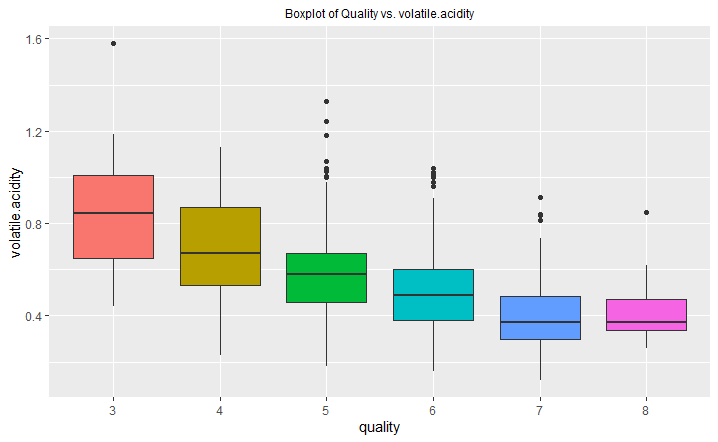 Boxplot of Quality vs. volatile.acidity
1.6
1.2
0.8
0.4
volatile.acidity
3 4 5 6 7 8
quality